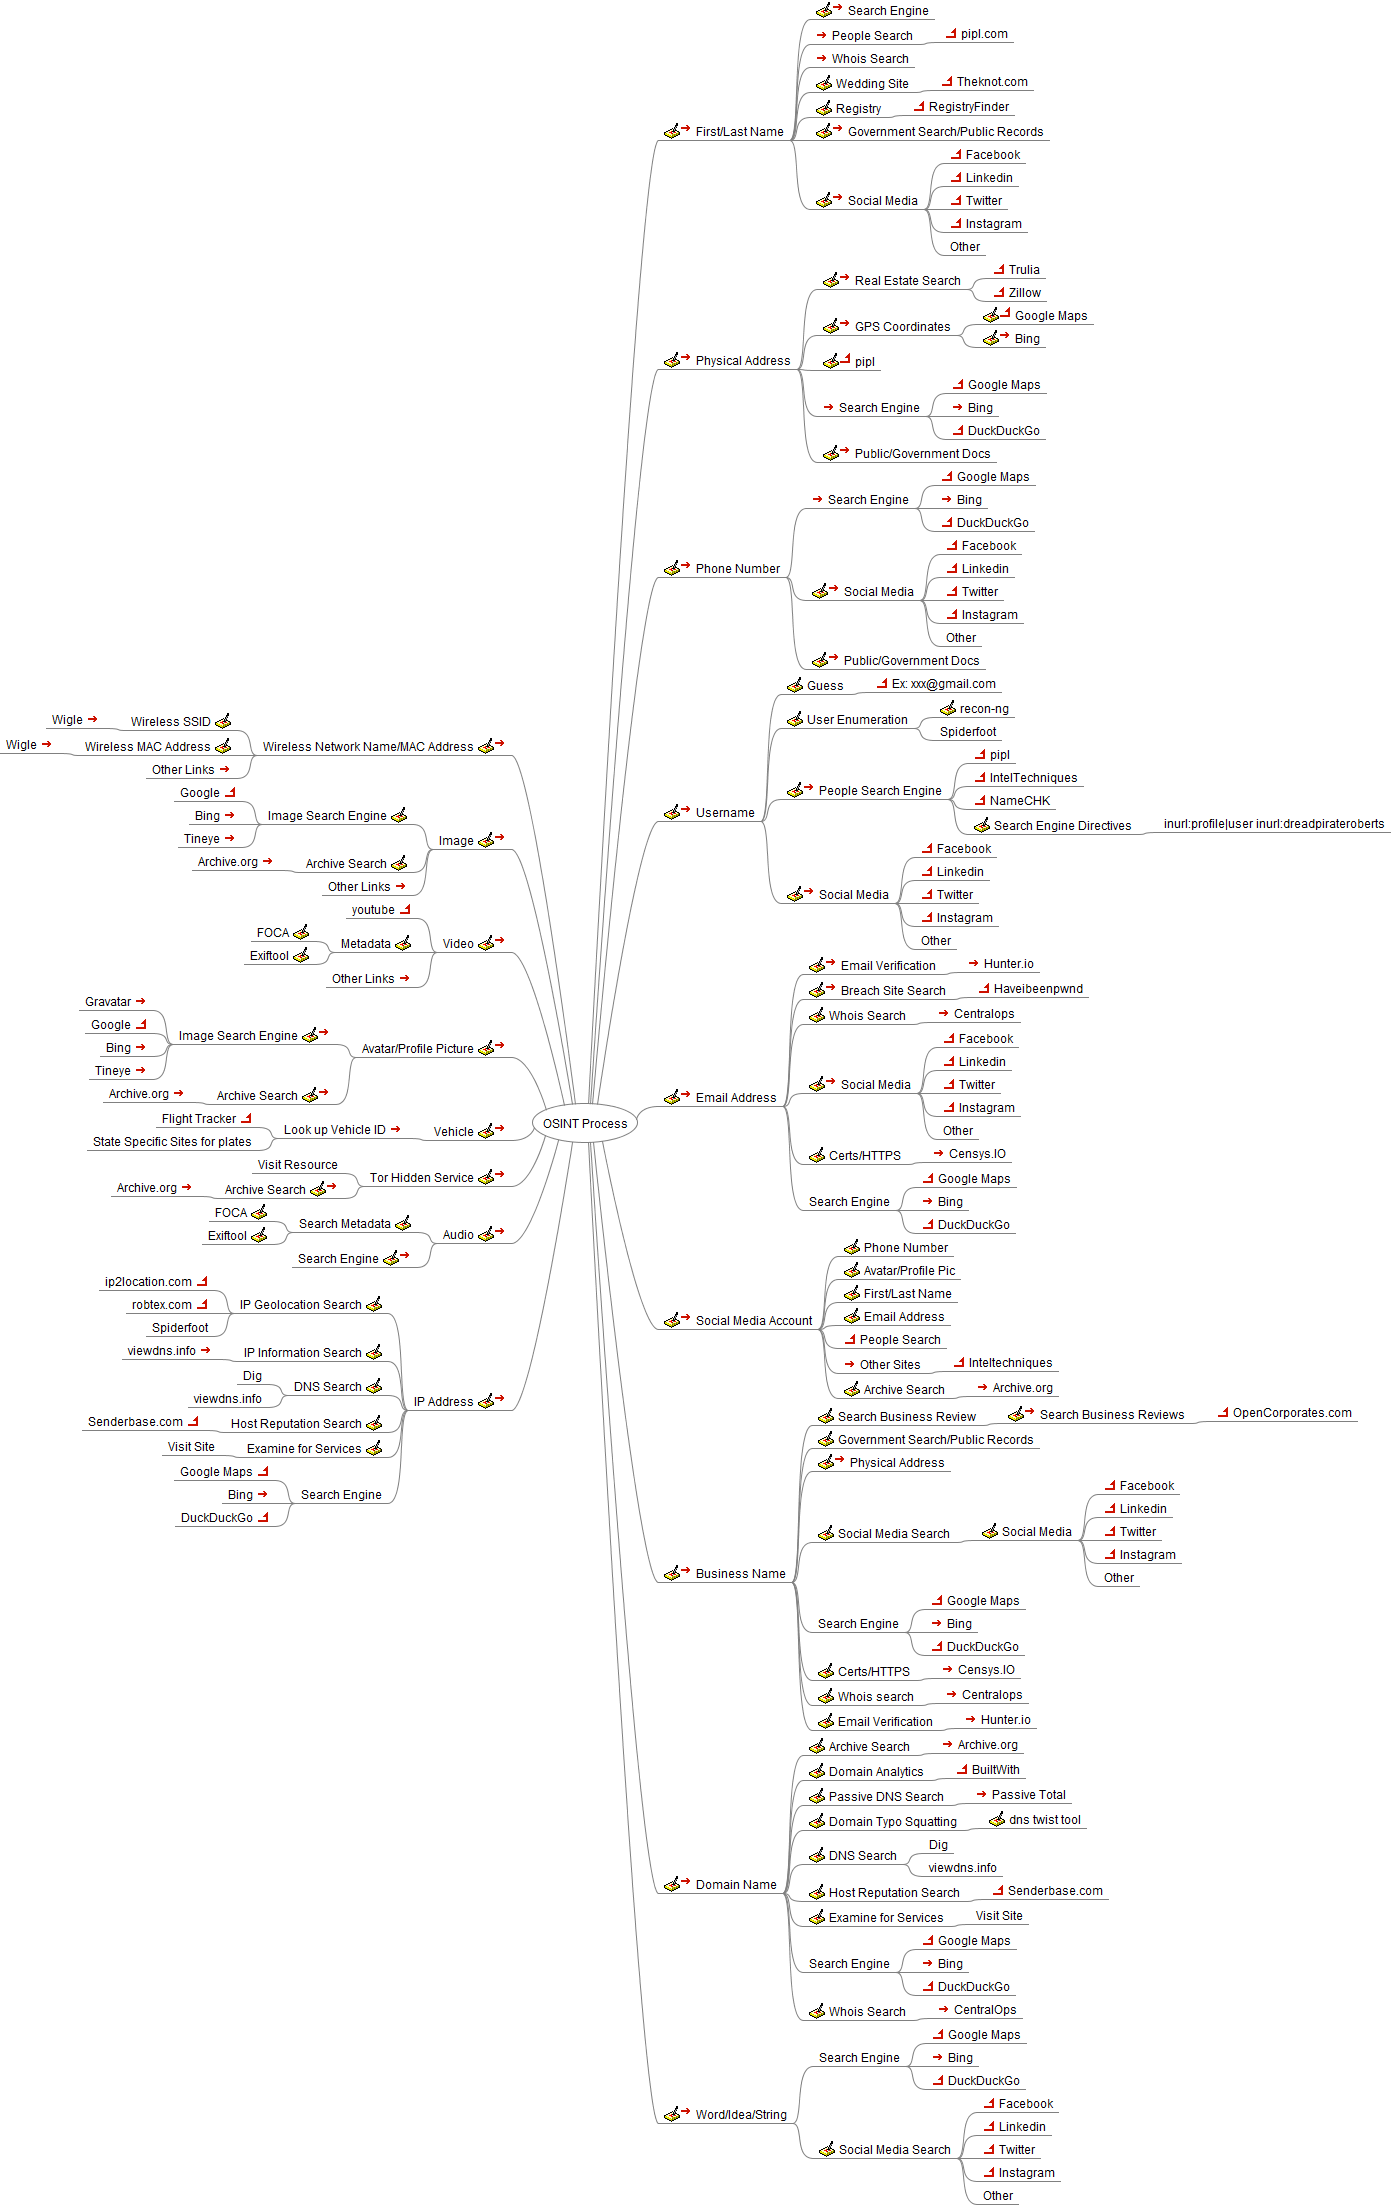 OSINT Process
First/Last Name
Search Engine
People Search
pipl.com
Whois Search
Wedding Site
Theknot.com
Registry
RegistryFinder
Government Search/Public Records
Social Media
Facebook
Linkedin
Twitter
Instagram
Other
Physical Address
Real Estate Search
Trulia
Zillow
GPS Coordinates
Google Maps
Bing
pipl
Search Engine
Google Maps
Bing
DuckDuckGo
Public/Government Docs
Phone Number
Search Engine
Google Maps
Bing
DuckDuckGo
Social Media
Facebook
Linkedin
Twitter
Instagram
Other
Public/Government Docs
Username
Guess
Ex: xxx@gmail.com
User Enumeration
recon-ng
Spiderfoot
People Search Engine
pipl
IntelTechniques
NameCHK
Search Engine Directives
inurl:profile|user inurl:dreadpirateroberts
Social Media
Facebook
Linkedin
Twitter
Instagram
Other
Email Address
Email Verification
Hunter.io
Breach Site Search
Haveibeenpwnd
Whois Search
Centralops
Social Media
Facebook
Linkedin
Twitter
Instagram
Other
Certs/HTTPS
Censys.IO
Search Engine
Google Maps
Bing
DuckDuckGo
Social Media Account
Phone Number
Avatar/Profile Pic
First/Last Name
Email Address
People Search
Other Sites
Inteltechniques
Archive Search
Archive.org
Business Name
Search Business Review
Search Business Reviews
OpenCorporates.com
Government Search/Public Records
Physical Address
Social Media Search
Social Media
Facebook
Linkedin
Twitter
Instagram
Other
Search Engine
Google Maps
Bing
DuckDuckGo
Certs/HTTPS
Censys.IO
Whois search
Centralops
Email Verification
Hunter.io
Domain Name
Archive Search
Archive.org
Domain Analytics
BuiltWith
Passive DNS Search
Passive Total
Domain Typo Squatting
dns twist tool
DNS Search
Dig
viewdns.info
Host Reputation Search
Senderbase.com
Examine for Services
Visit Site
Search Engine
Google Maps
Bing
DuckDuckGo
Whois Search
CentralOps
Word/Idea/String
Search Engine
Google Maps
Bing
DuckDuckGo
Social Media Search
Facebook
Linkedin
Twitter
Instagram
Other
Wireless Network Name/MAC Address
Wireless SSID
Wigle
Wireless MAC Address
Wigle
Other Links
Image
Image Search Engine
Google
Bing
Tineye
Archive Search
Archive.org
Other Links
Video
youtube
Metadata
FOCA
Exiftool
Other Links
Avatar/Profile Picture
Image Search Engine
Gravatar
Google
Bing
Tineye
Archive Search
Archive.org
Vehicle
Look up Vehicle ID
Flight Tracker
State Specific Sites for plates
Tor Hidden Service
Visit Resource
Archive Search
Archive.org
Audio
Search Metadata
FOCA
Exiftool
Search Engine
IP Address
IP Geolocation Search
ip2location.com
robtex.com
Spiderfoot
IP Information Search
viewdns.info
DNS Search
Dig
viewdns.info
Host Reputation Search
Senderbase.com
Examine for Services
Visit Site
Search Engine
Google Maps
Bing
DuckDuckGo